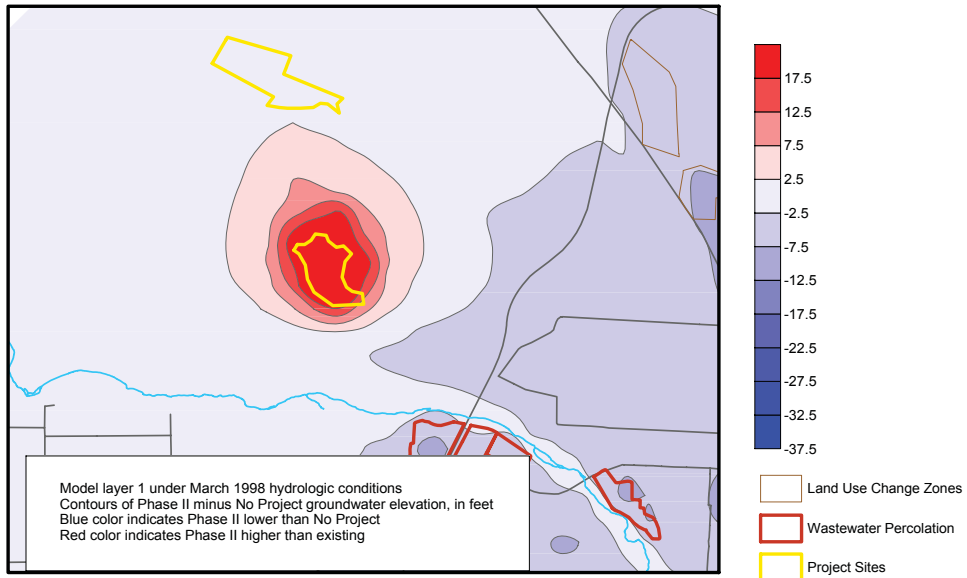 17.5
12.5
7.5
2.5
-2.5
-7.5
-12.5
-17.5
-22.5
-27.5
-32.5
-37.5
Land Use Change Zones
Wastewater Percolation
Project Sites
Model layer 1 under March 1998 hydrologic conditions
Contours of Phase II minus No Project groundwater elevation, in feet
Blue color indicates Phase II lower than No Project
Red color indicates Phase II higher than existing